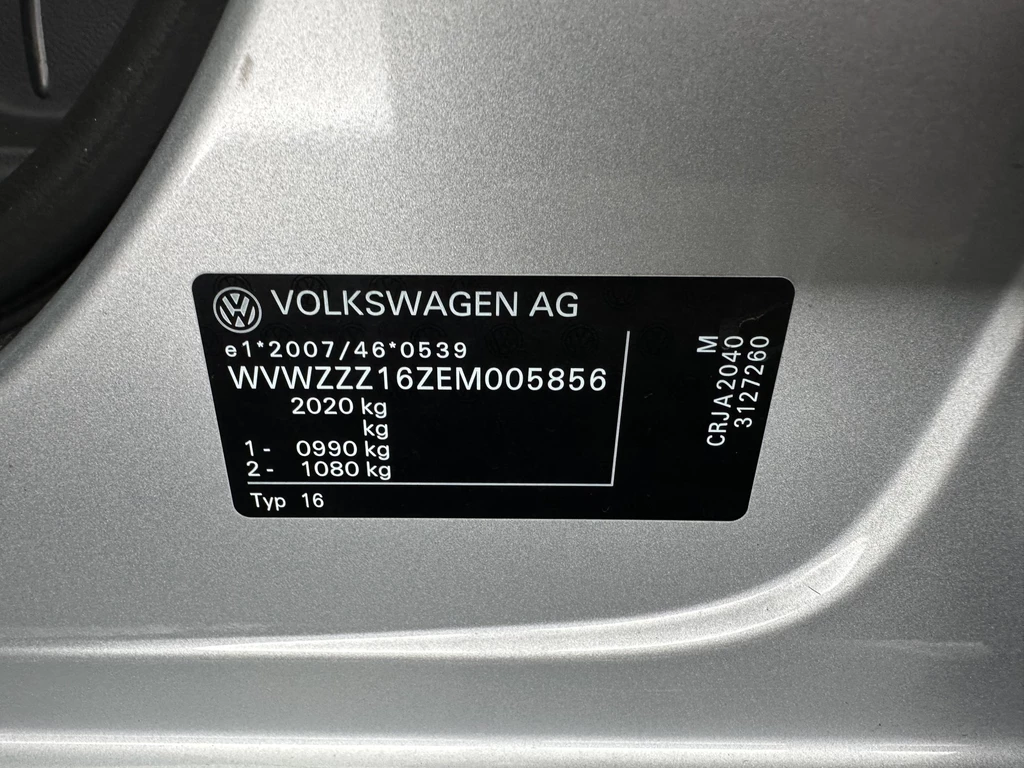 VOLKSWAGEN AG
e1*2007/46*0539
WVWZZZ16ZEM005856
2020 kg
kg
1- 0990 kg
2- 1080 kg
Typ 16
M
CRJA2040
3127260